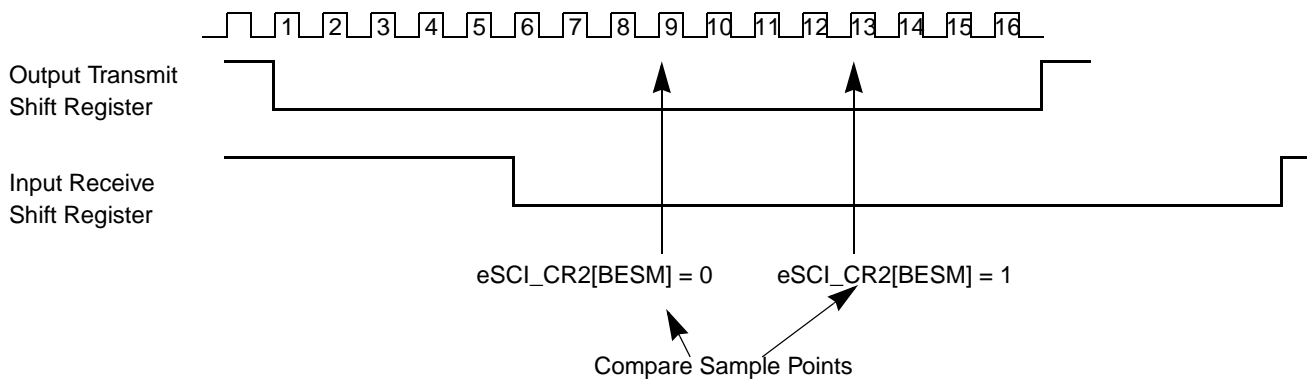 1 2 3 4 5 6 7 8 9 10 11 12 13 14 15 16
Output Transmit
Shift Register
Input Receive
Shift Register
eSCI_CR2[BESM] = 0 eSCI_CR2[BESM] = 1
Compare Sample Points